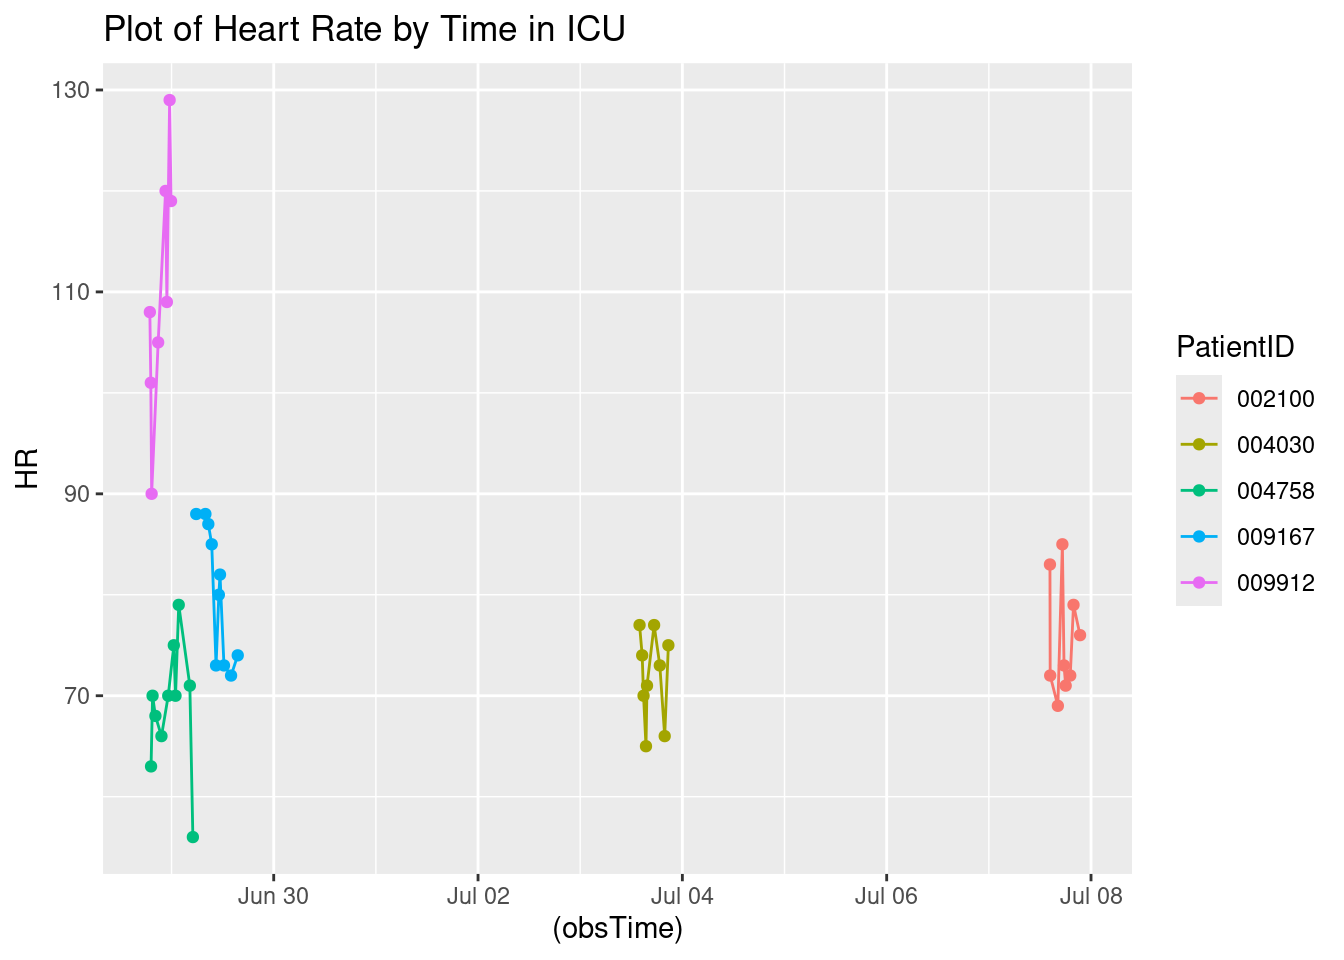 Plot of Heart Rate by Time in ICU
130
110
90
70
HR
Jun 30
Jul 02
Jul 04
Jul 06
Jul 08
(obsTime)
PatientID
002100
004030
004758
009167
009912